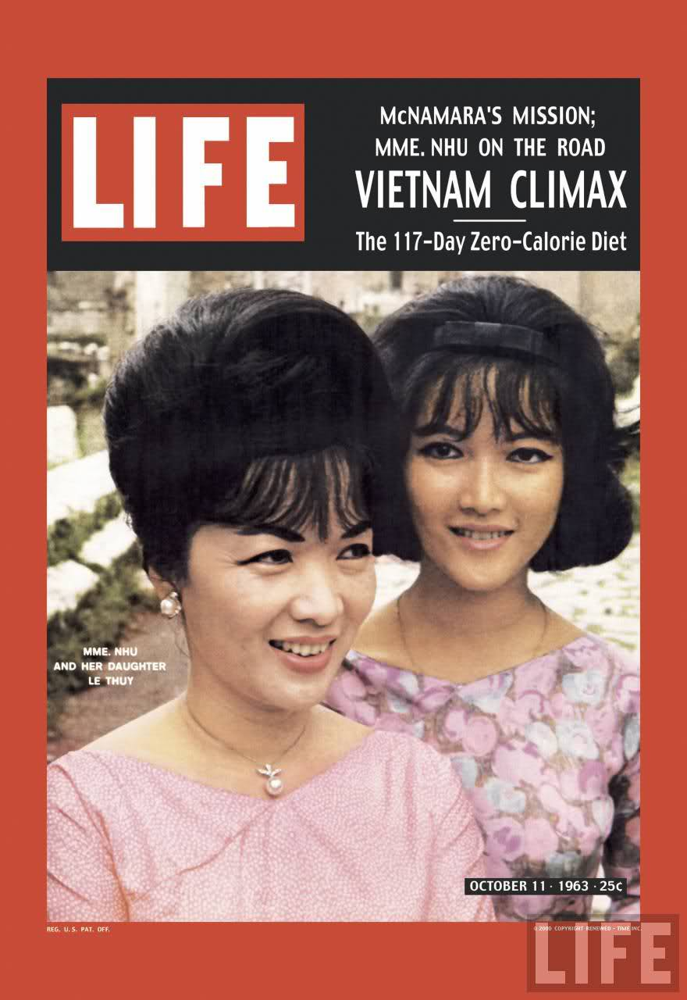 LIFE
McNAMARA'S MISSION;
MME. NHU ON THE ROAD
VIETNAM CLIMAX
The 117-Day Zero-Calorie Diet
MME. NHU
AND HER DAUGHTER
LE THUY
OCTOBER 11 · 1963 · 25¢
REG. U. S. PAT. OFF.
© 2000 COPYRIGHT RENEWED - TIME INC.
LIFE